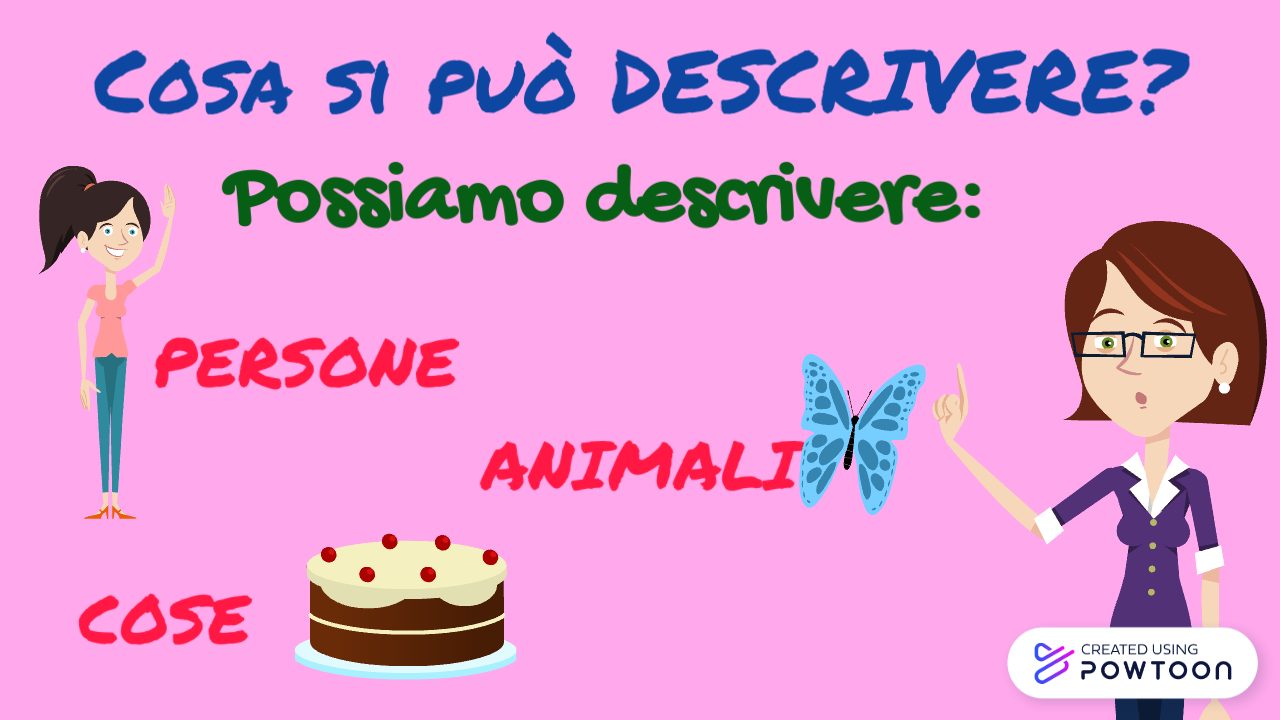 Cosa si può DESCRIVERE?
Possiamo descrivere:
PERSONE
ANIMALI
COSE
CREATED USING
POWTOON